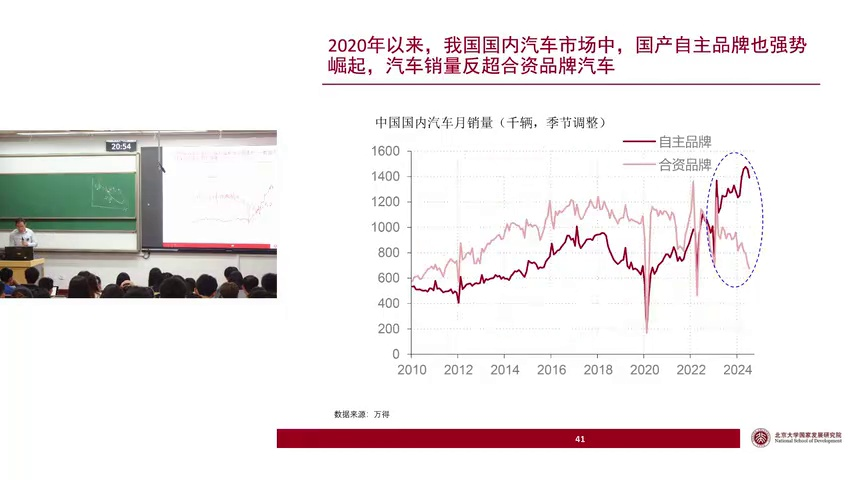 2020年以来，我国国内汽车市场中，国产自主品牌也强势
崛起，汽车销量反超合资品牌汽车
中国国内汽车月销量（千辆，季节调整）
自主品牌
合资品牌
1600
1400
1200
1000
800
600
400
200
0
2010 2012 2014 2016 2018 2020 2022 2024
20:54
数据来源：万得
41
北京大学国家发展研究院
National School of Development